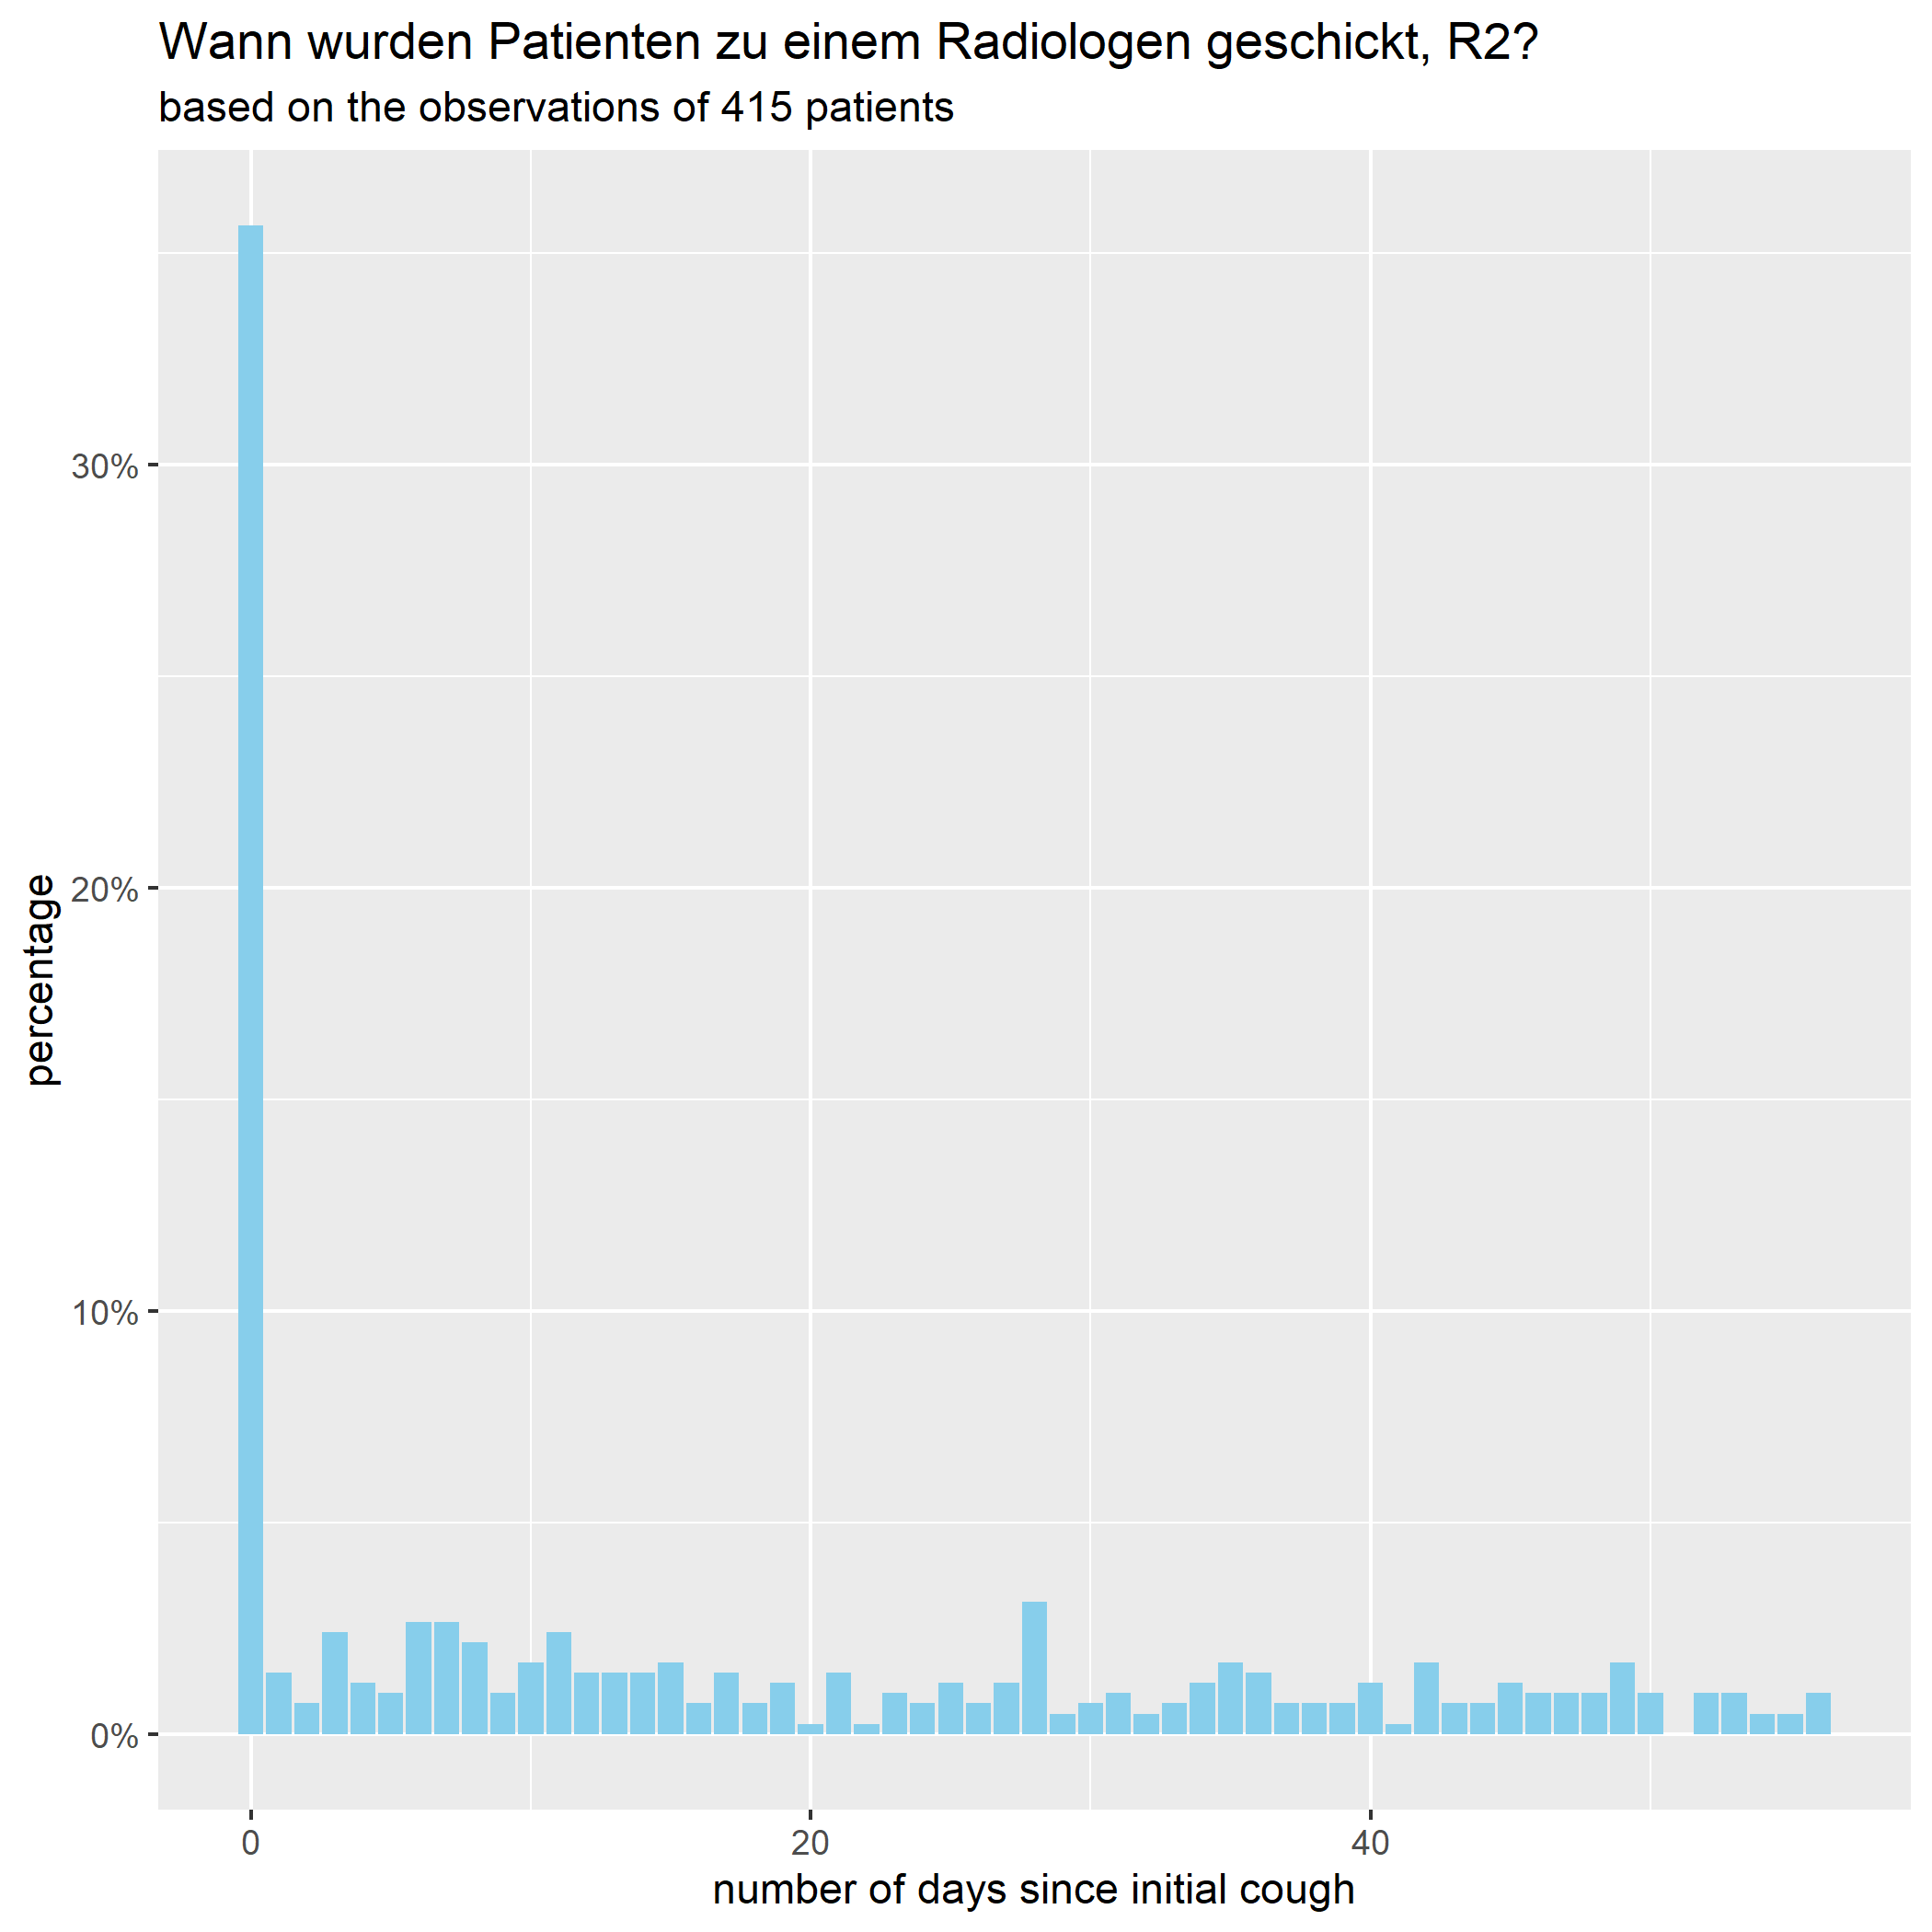 Wann wurden Patienten zu einem Radiologen geschickt, R2?
based on the observations of 415 patients
30%
20%
10%
0%
percentage
0 20 40
number of days since initial cough